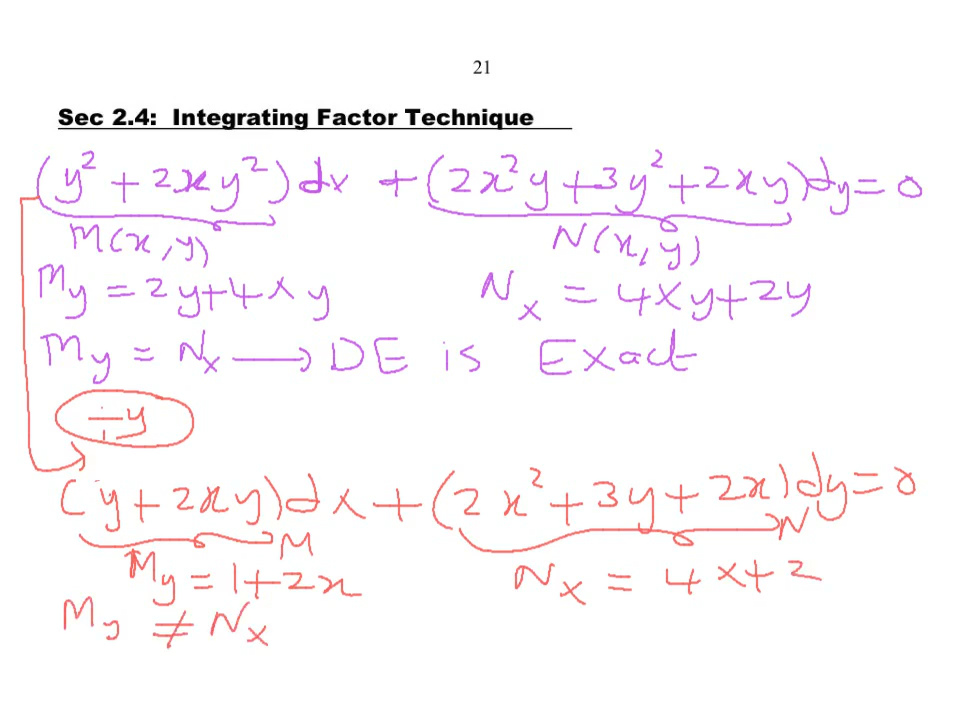 21
Sec 2.4: Integrating Factor Technique
(y² + 2xy²)dx + (2x²y + 3y² + 2xy)dy = 0
M(x,y) N(x,y)
My = 2y+4xy Nx = 4xy+2y
My = Nx → DE is Exact
÷y
(y + 2xy)dx + (2x² + 3y + 2x)dy = 0
M N
My = 1+2x Nx = 4x+2
My ≠ Nx